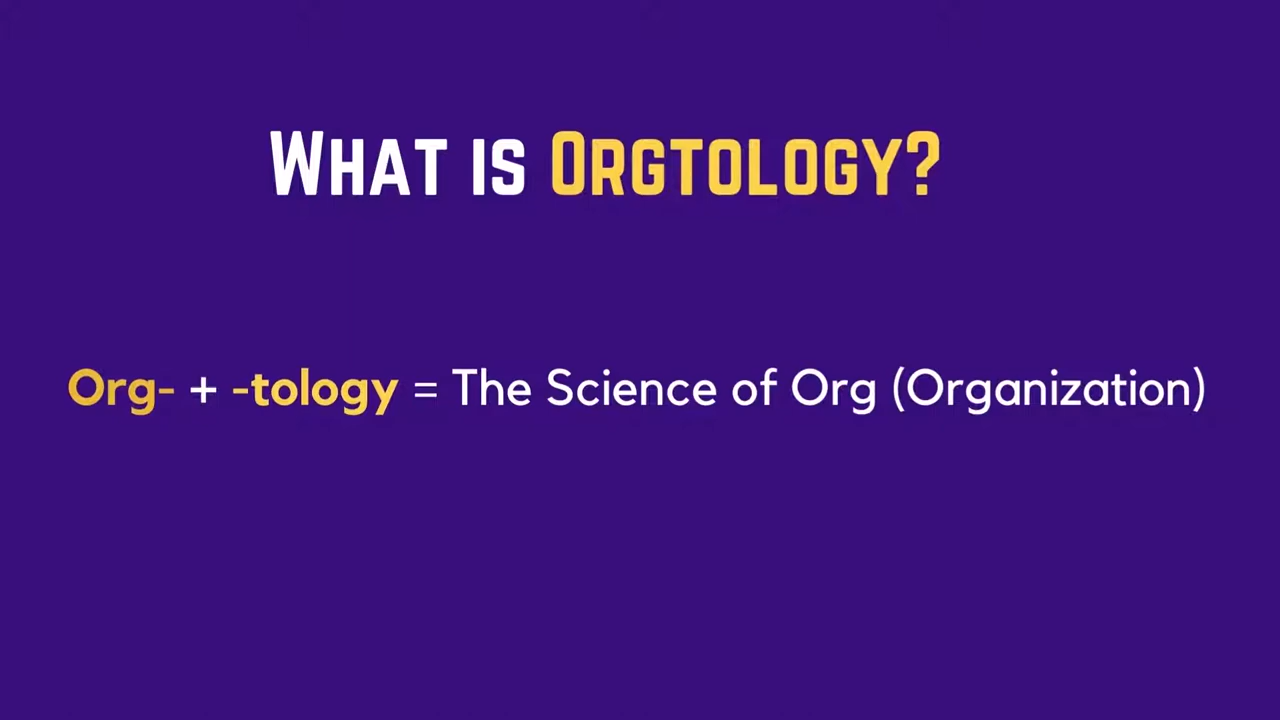 What is Orgtology?
Org- + -tology = The Science of Org (Organization)